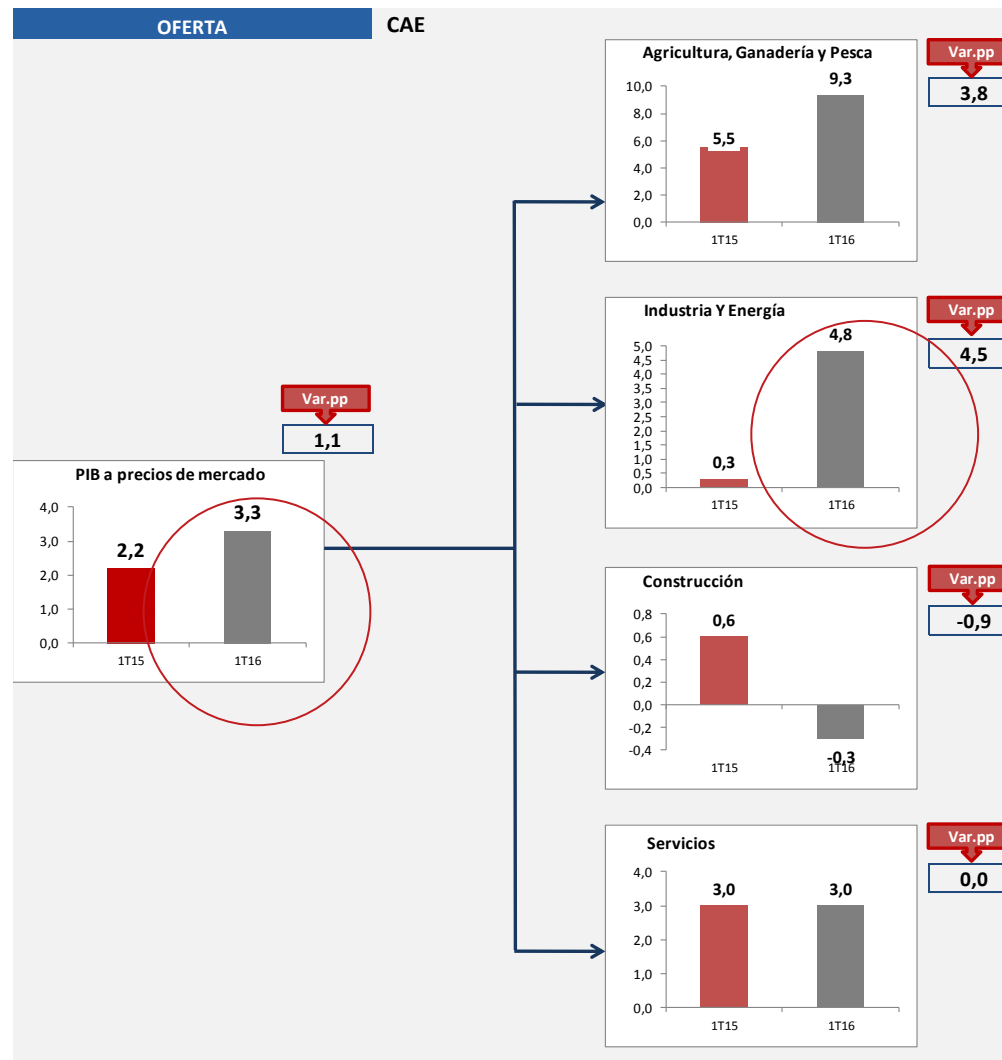 OFERTA
CAE
Agricultura, Ganadería y Pesca
Var.pp
3,8
10,0
8,0
6,0
4,0
2,0
0,0
5,5
9,3
1T15
1T16
Industria Y Energía
Var.pp
4,5
5,0
4,5
4,0
3,5
3,0
2,5
2,0
1,5
1,0
0,5
0,0
0,3
4,8
1T15
1T16
Var.pp
1,1
PIB a precios de mercado
4,0
3,0
2,0
1,0
0,0
2,2
3,3
1T15
1T16
Construcción
Var.pp
-0,9
0,8
0,6
0,4
0,2
0,0
-0,2
-0,4
0,6
-0,3
1T15
1T16
Servicios
Var.pp
0,0
4,0
3,0
2,0
1,0
0,0
3,0
3,0
1T15
1T16